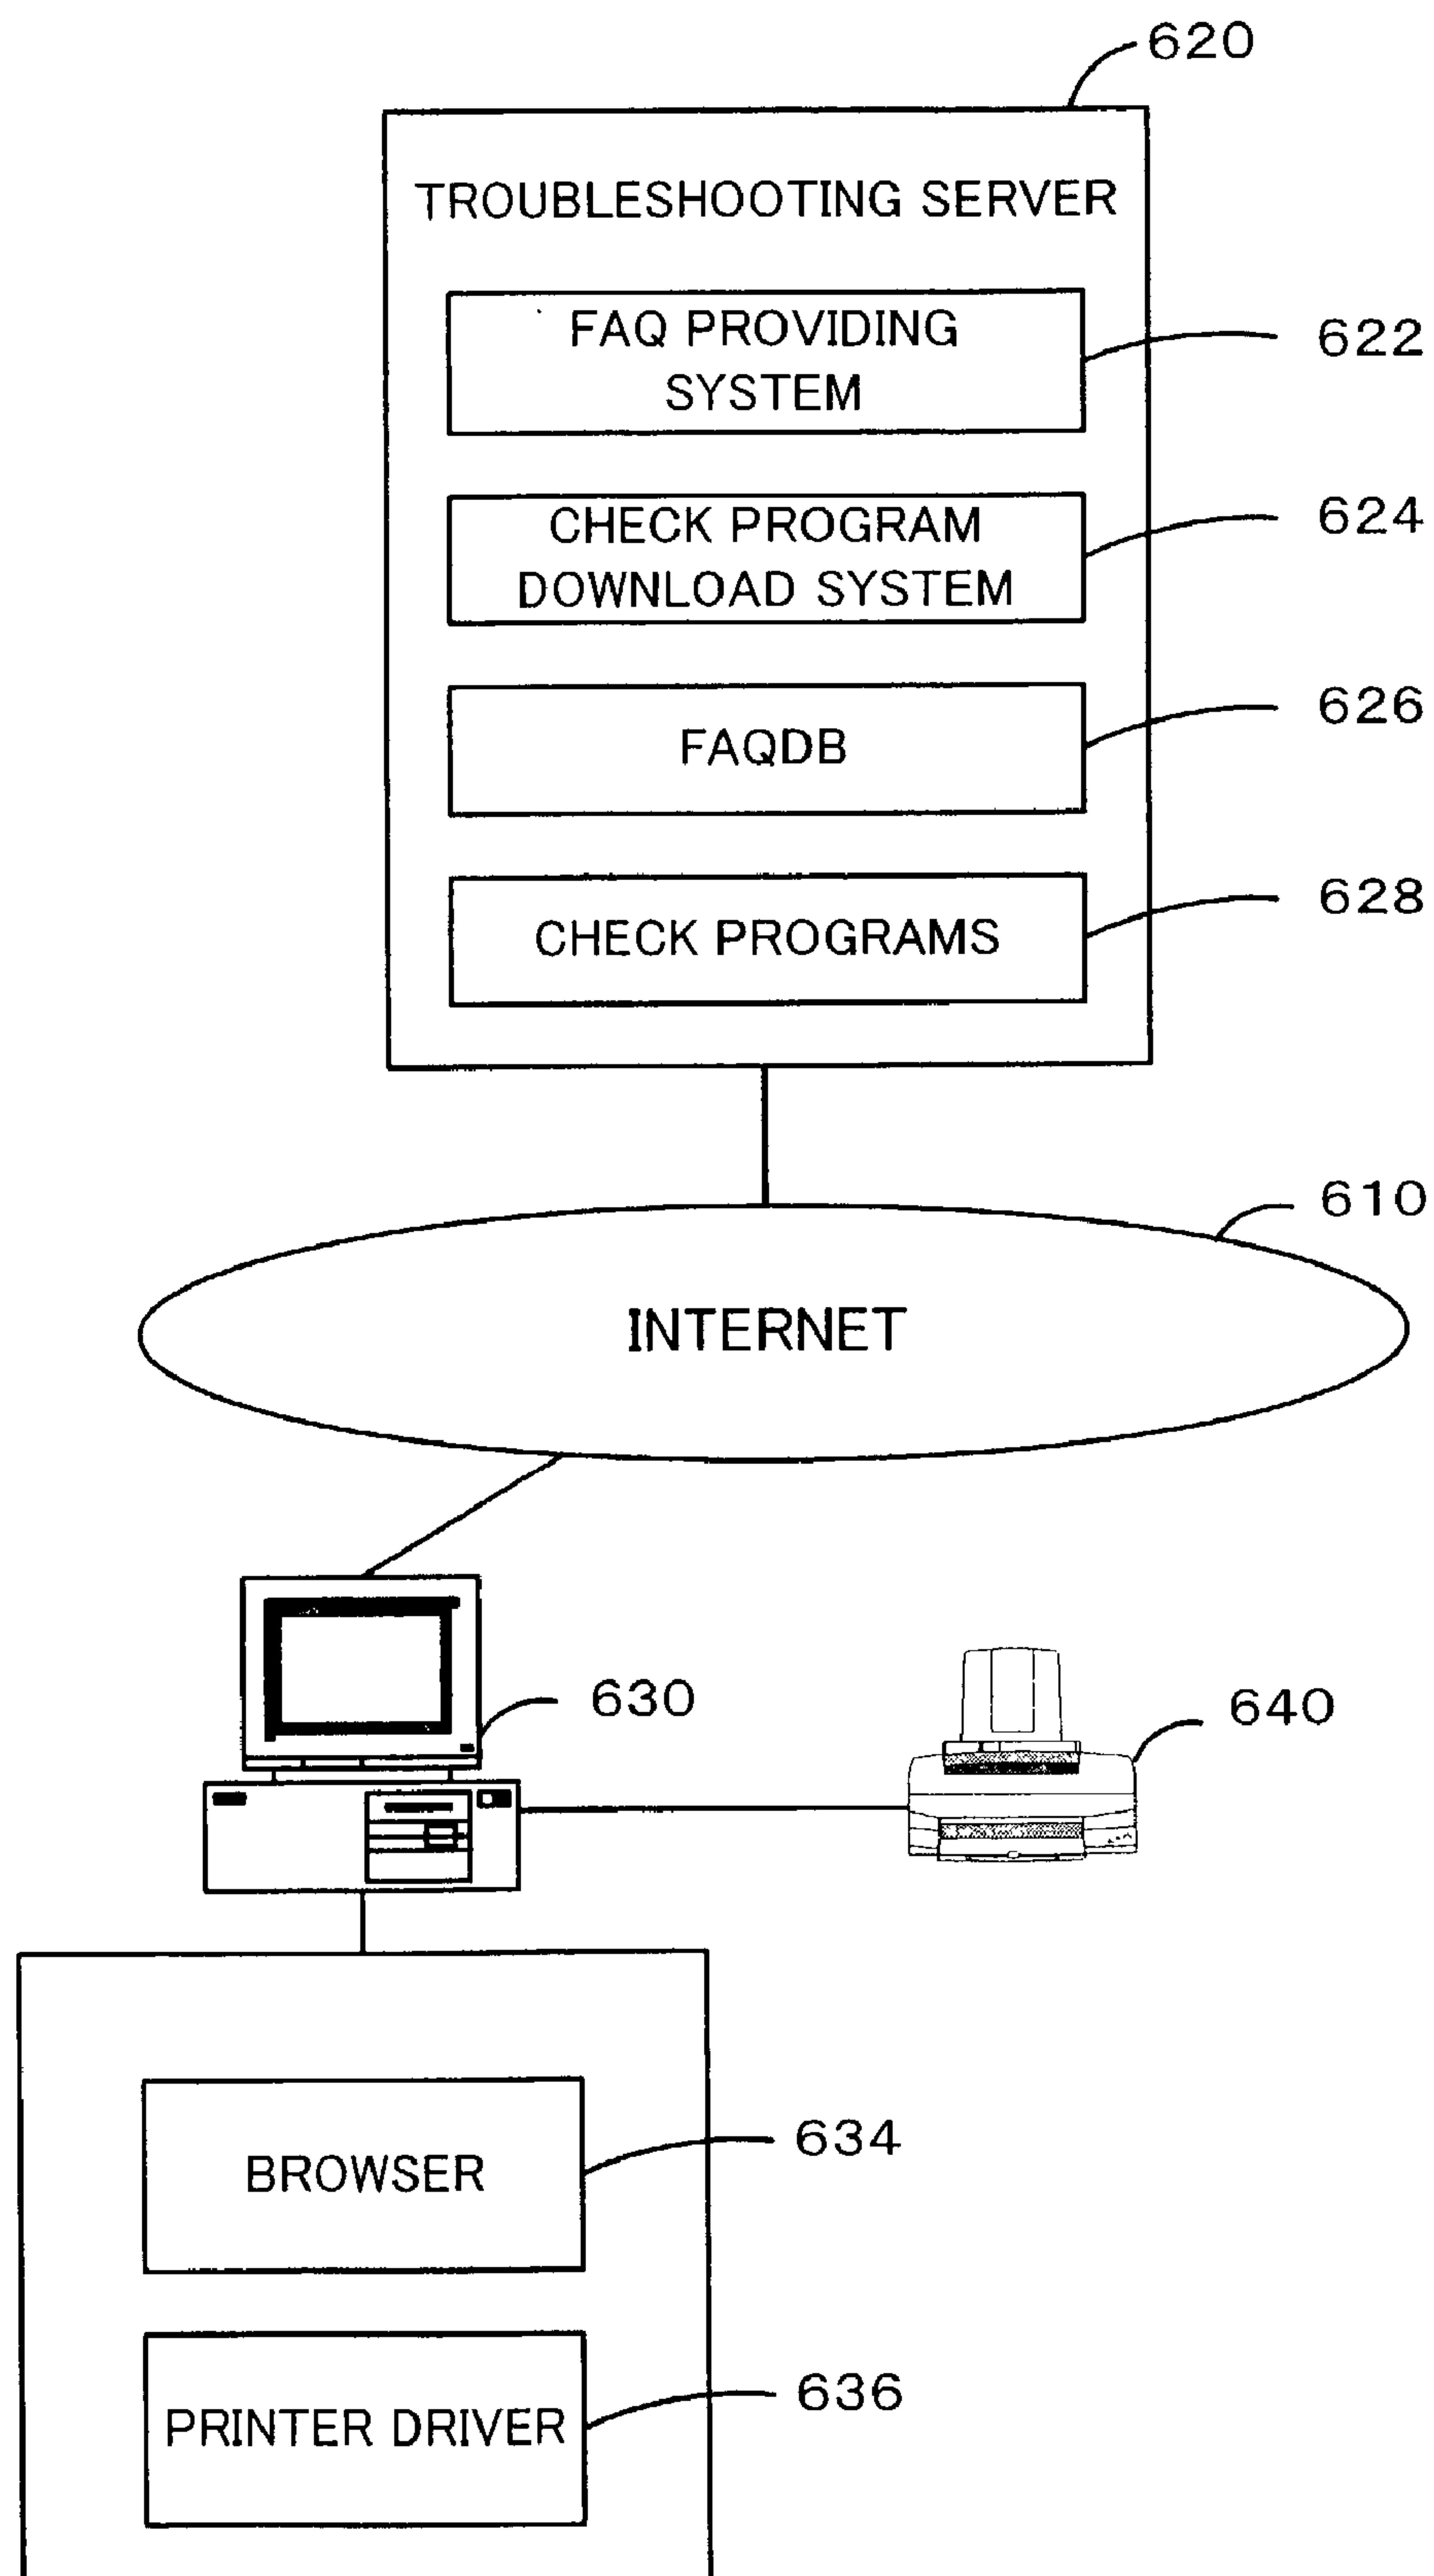 620
TROUBLESHOOTING SERVER
FAQ PROVIDING
SYSTEM
622
CHECK PROGRAM
DOWNLOAD SYSTEM
624
FAQDB
626
CHECK PROGRAMS
628
610
INTERNET
630
640
BROWSER
634
PRINTER DRIVER
636